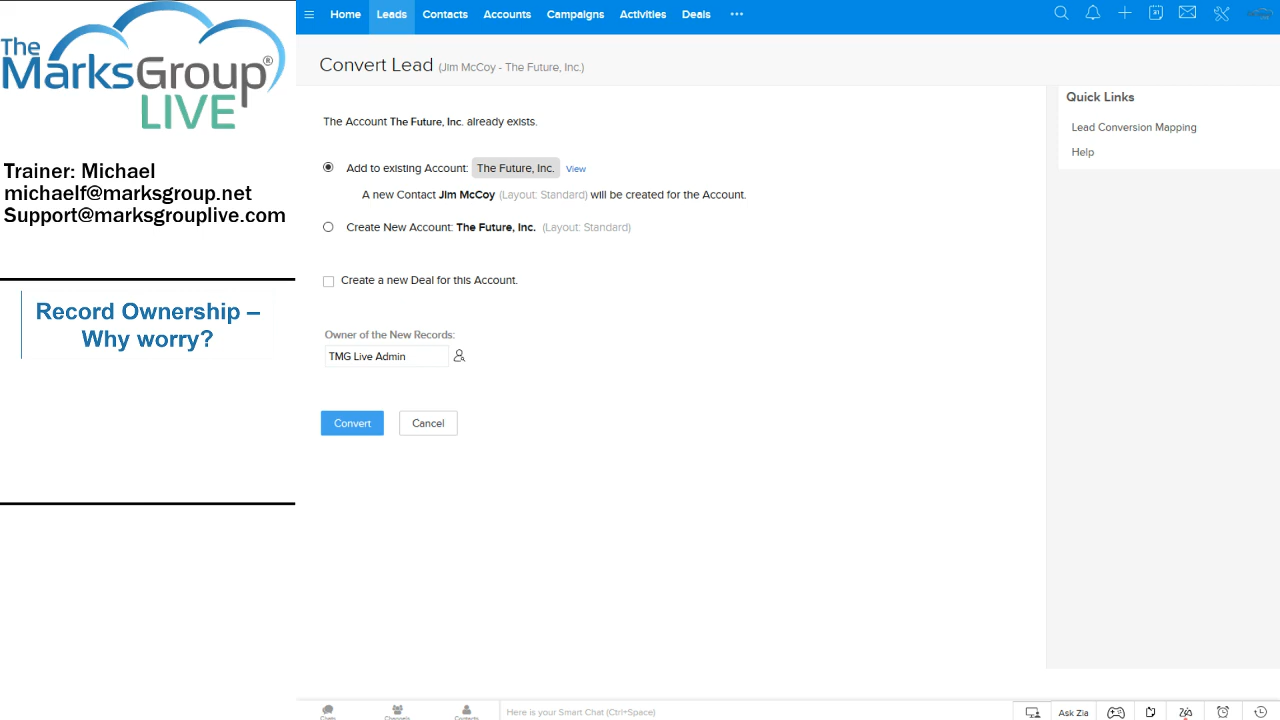 The
MarksGroup®
LIVE
Trainer: Michael
michaelf@marksgroup.net
Support@marksgrouplive.com
Record Ownership –
Why worry?
Home Leads Contacts Accounts Campaigns Activities Deals •••
Convert Lead (Jim McCoy - The Future, Inc.)
The Account The Future, Inc. already exists.
Add to existing Account: The Future, Inc. View
A new Contact Jim McCoy (Layout: Standard) will be created for the Account.
Create New Account: The Future, Inc. (Layout: Standard)
Create a new Deal for this Account.
Owner of the New Records:
TMG Live Admin
Convert Cancel
Quick Links
Lead Conversion Mapping
Help
Chats Channels Contacts Here is your Smart Chat (Ctrl+Space) Ask Zia